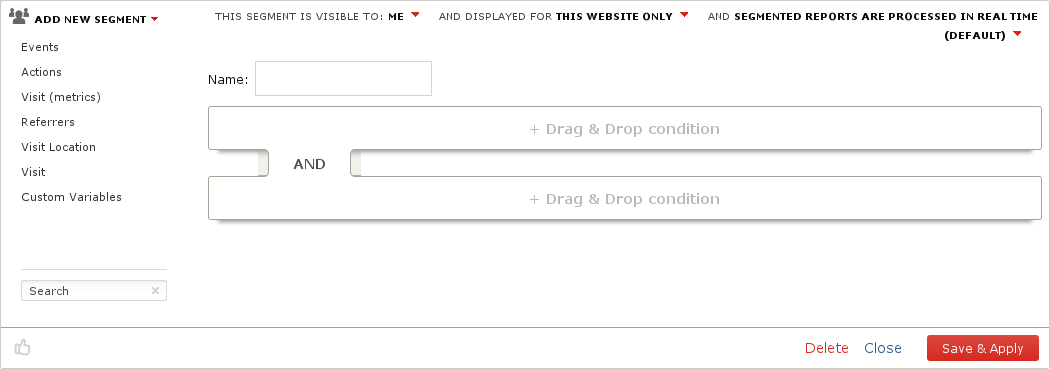 ADD NEW SEGMENT
THIS SEGMENT IS VISIBLE TO: ME AND DISPLAYED FOR THIS WEBSITE ONLY AND SEGMENTED REPORTS ARE PROCESSED IN REAL TIME
(DEFAULT)
Events
Actions
Visit (metrics)
Referrers
Visit Location
Visit
Custom Variables
Search
Name:
+ Drag & Drop condition
AND
+ Drag & Drop condition
Delete Close Save & Apply